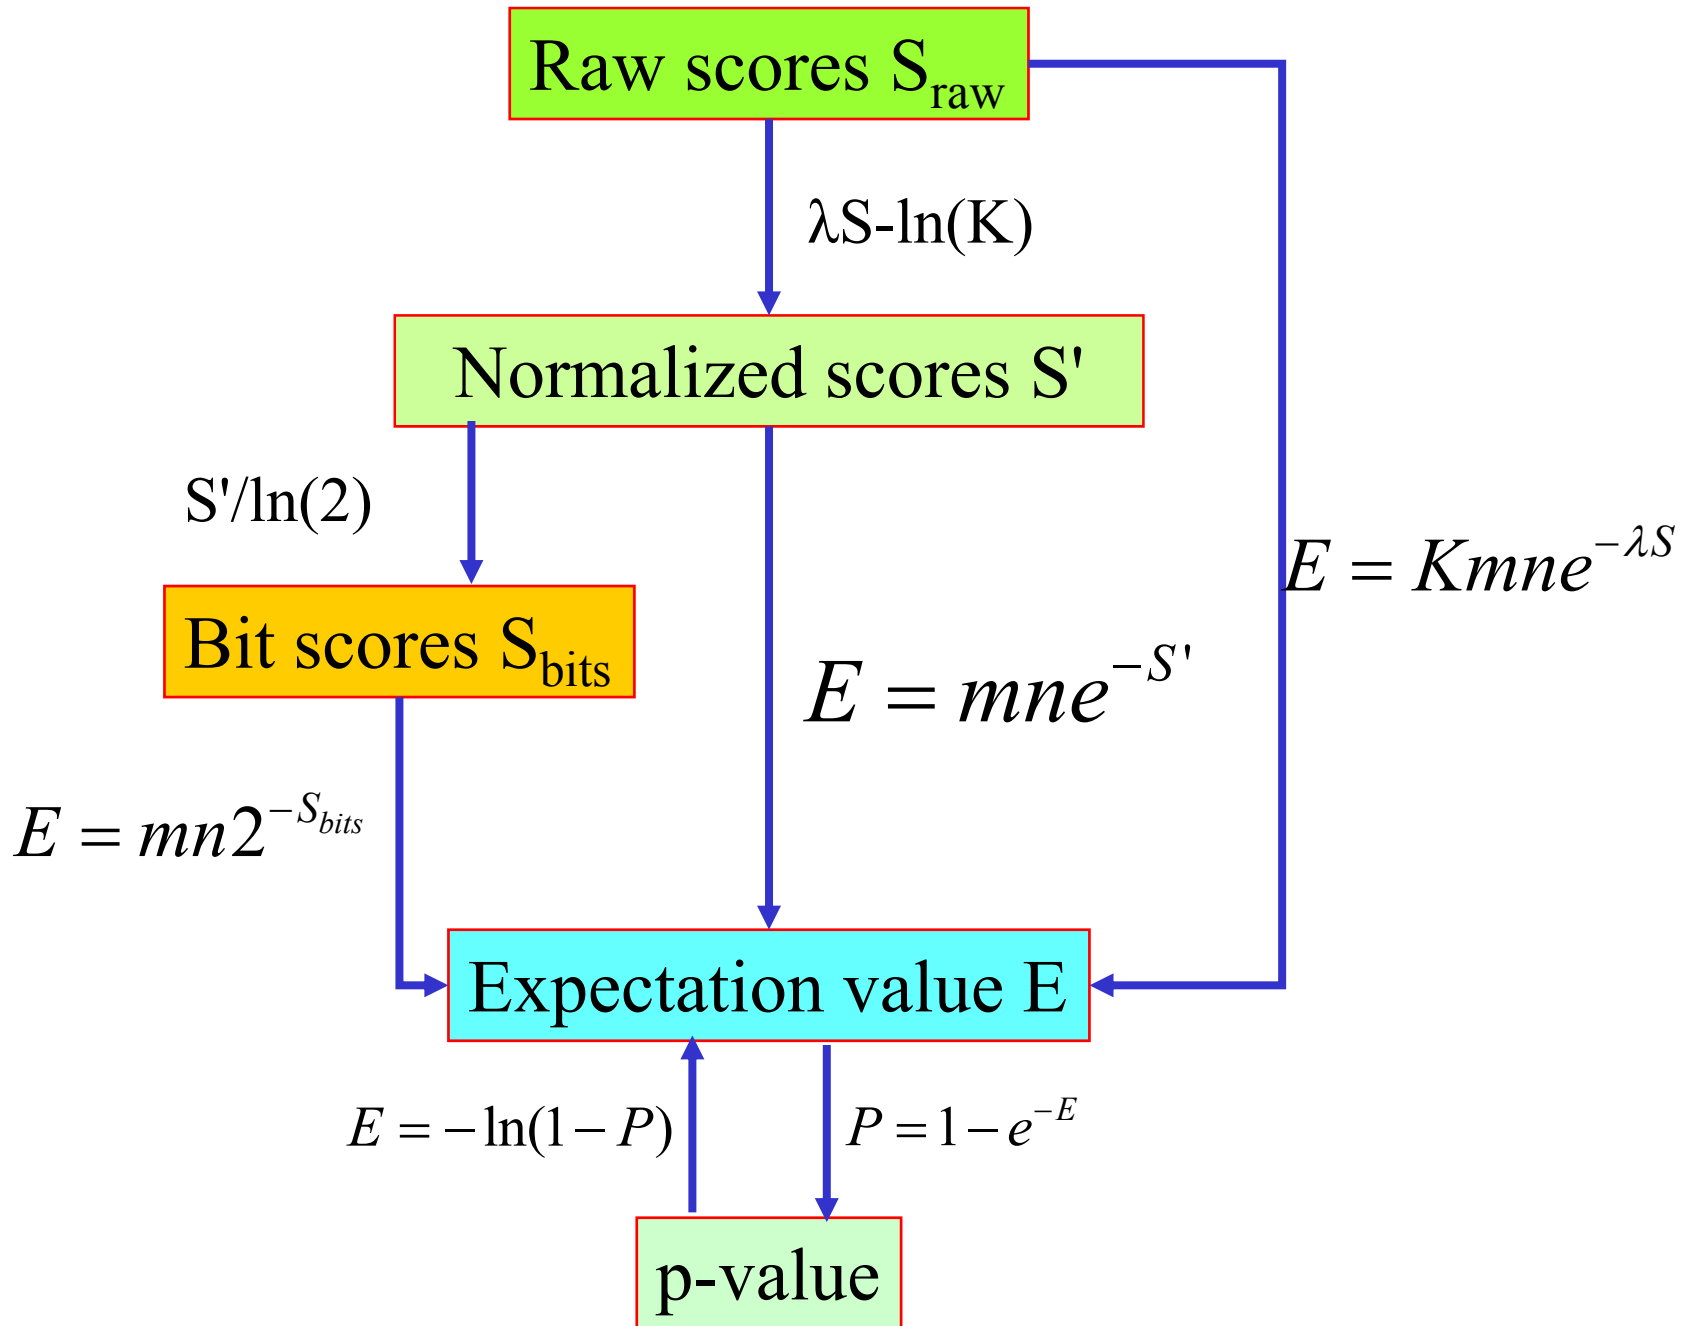 Raw scores S_raw
λS-ln(K)
Normalized scores S'
S'/ln(2)
E = Kmne^{−λS}
Bit scores S_bits
E = mne^{−S'}
E = mn2^{−S_bits}
Expectation value E
E = −ln(1−P)
P = 1−e^{−E}
p-value